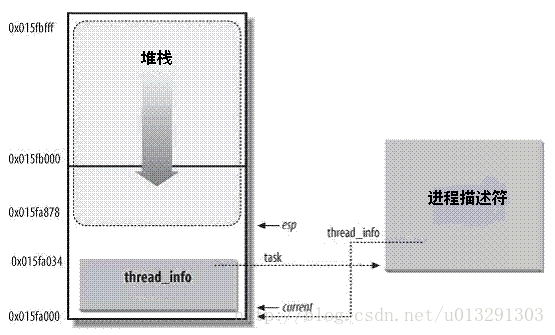 0x015fbfff
堆栈
0x015fb000
进程描述符
0x015fa878
esp
thread_info
0x015fa034
task
thread_info
current
0x015fa000
http://blog.csdn.net/u013291303